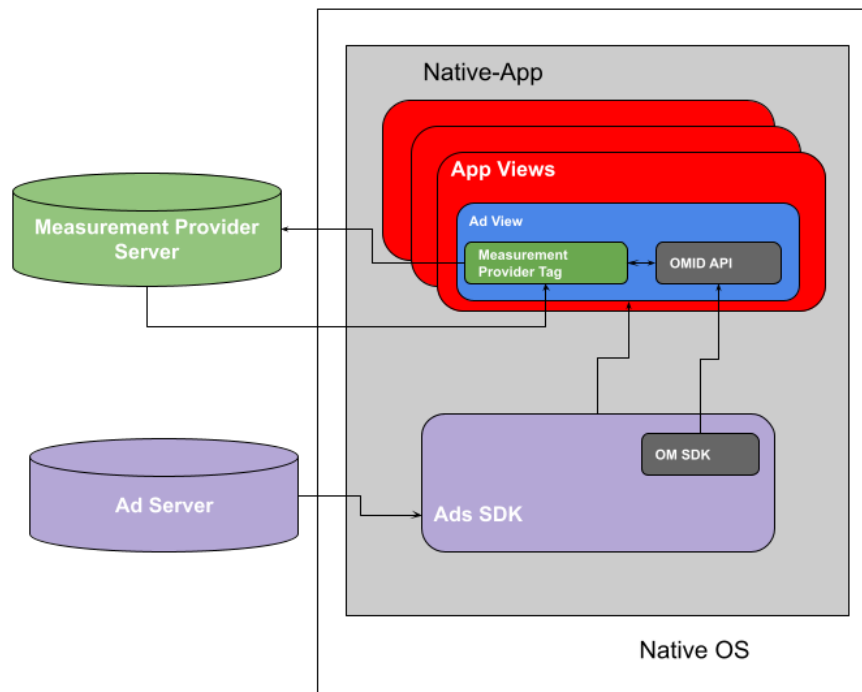 Native-App
App Views
Ad View
Measurement
Provider Tag
OMID API
Measurement Provider
Server
OM SDK
Ad Server
Ads SDK
Native OS